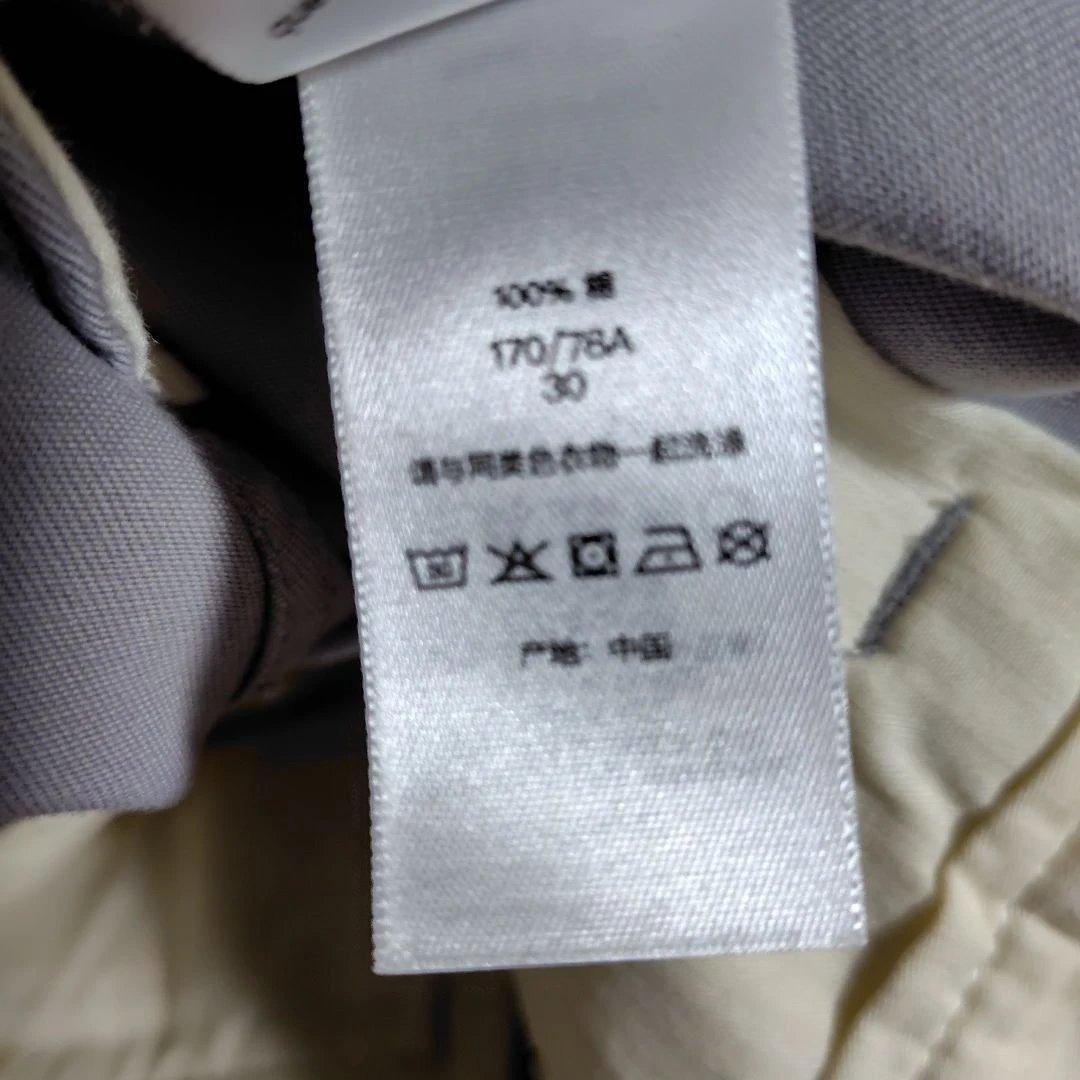 100% 棉
170/76A
30
请与同类色衣物一起洗涤
产地: 中国